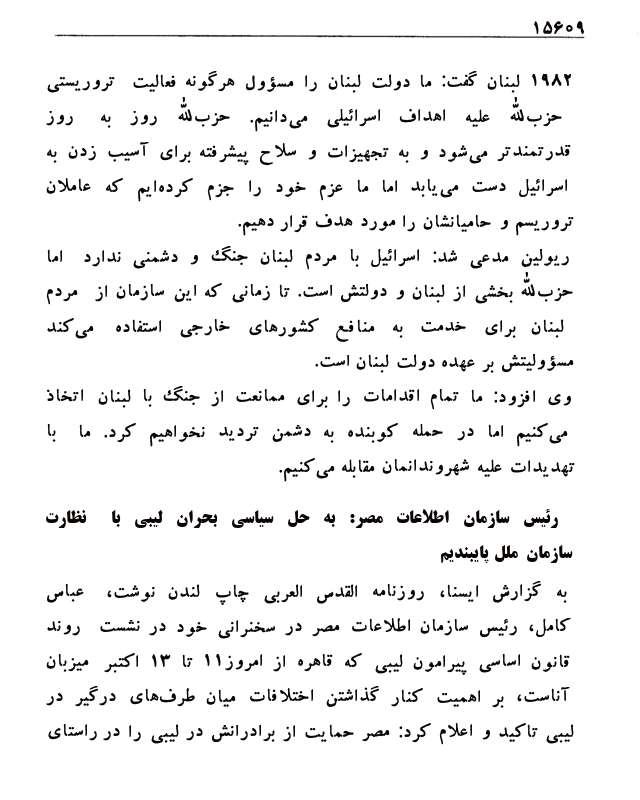 ۱۵۶۰۹
۱۹۸۲ لبنان گفت: ما دولت لبنان را مسؤول هرگونه فعالیت تروریستی
حزب‌الله علیه اهداف اسرائیلی می‌دانیم. حزب‌الله روز به روز
قدرتمندتر می‌شود و به تجهیزات و سلاح پیشرفته برای آسیب زدن به
اسرائیل دست می‌یابد اما ما عزم خود را جزم کرده‌ایم که عاملان
تروریسم و حامیانشان را مورد هدف قرار دهیم.
ریولین مدعی شد: اسرائیل با مردم لبنان جنگ و دشمنی ندارد اما
حزب‌الله بخشی از لبنان و دولتش است. تا زمانی که این سازمان از مردم
لبنان برای خدمت به منافع کشورهای خارجی استفاده می‌کند
مسؤولیتش بر عهده دولت لبنان است.
وی افزود: ما تمام اقدامات را برای ممانعت از جنگ با لبنان اتخاذ
می‌کنیم اما در حمله کوبنده به دشمن تردید نخواهیم کرد. ما با
تهدیدات علیه شهروندانمان مقابله می‌کنیم.
رئیس سازمان اطلاعات مصر: به حل سیاسی بحران لیبی با نظارت
سازمان ملل پایبندیم
به گزارش ایسنا، روزنامه القدس العربی چاپ لندن نوشت، عباس
کامل، رئیس سازمان اطلاعات مصر در سخنرانی خود در نشست روند
قانون اساسی پیرامون لیبی که قاهره از امروز۱۱ تا ۱۳ اکتبر میزبان
آناست، بر اهمیت کنار گذاشتن اختلافات میان طرف‌های درگیر در
لیبی تاکید و اعلام کرد: مصر حمایت از برادرانش در لیبی را در راستای